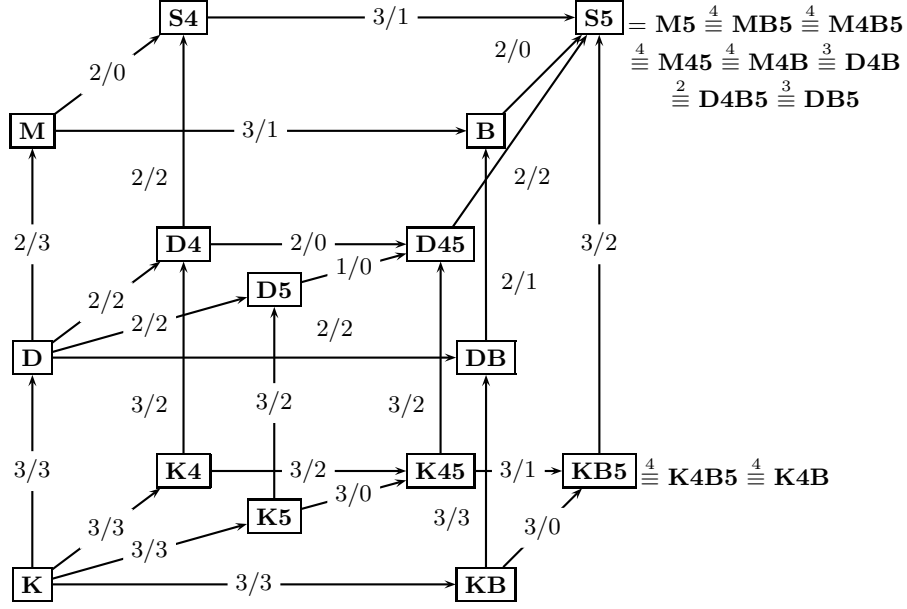 S4 3/1 S5 = M5 ≡4 MB5 ≡4 M4B5
2/0 2/0 ≡4 M45 ≡4 M4B ≡3 D4B
≡2 D4B5 ≡3 DB5
M 3/1 B
2/2 2/2
2/3 D4 2/0 D45 3/2
1/0
D5 2/1
2/2
2/2 2/2
D DB
3/2 3/2 3/2
3/3 K4 3/2 K45 3/1 KB5 ≡4 K4B5 ≡4 K4B
3/0
K5 3/3
3/3 3/0
3/3
K 3/3 KB